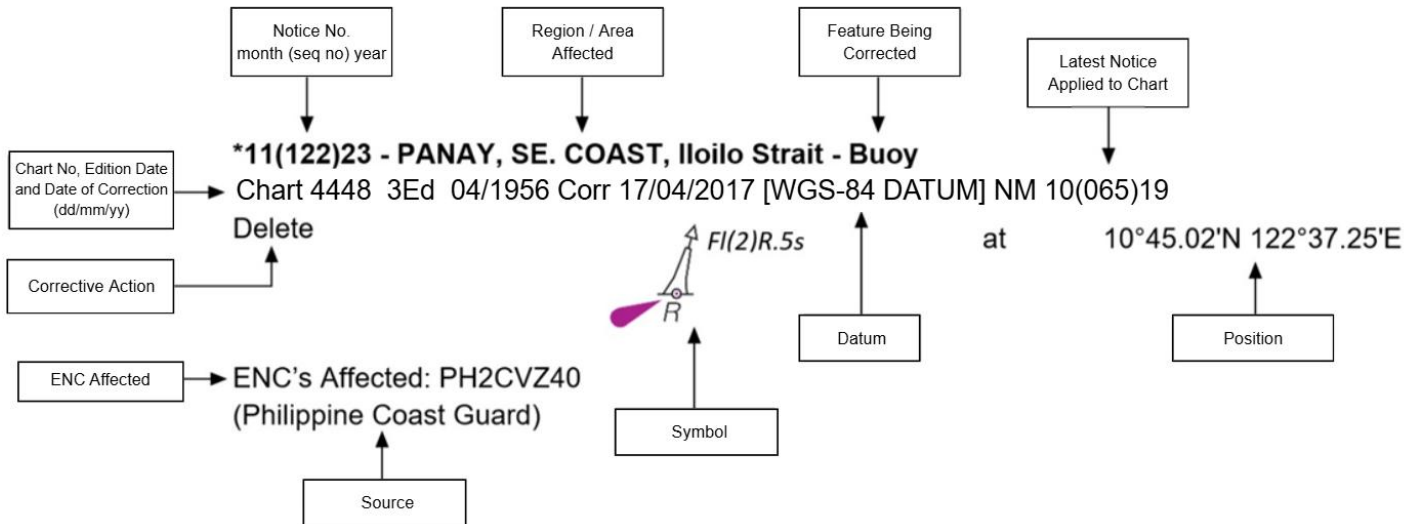 Notice No.
month (seq no) year
Region / Area
Affected
Feature Being
Corrected
Latest Notice
Applied to Chart
*11(122)23 - PANAY, SE. COAST, Iloilo Strait - Buoy
Chart No, Edition Date
and Date of Correction
(dd/mm/yy)
Chart 4448 3Ed 04/1956 Corr 17/04/2017 [WGS-84 DATUM] NM 10(065)19
Delete
Fl(2)R.5s
at
10°45.02'N 122°37.25'E
R
Corrective Action
Datum
Position
ENC Affected
ENC's Affected: PH2CVZ40
(Philippine Coast Guard)
Symbol
Source